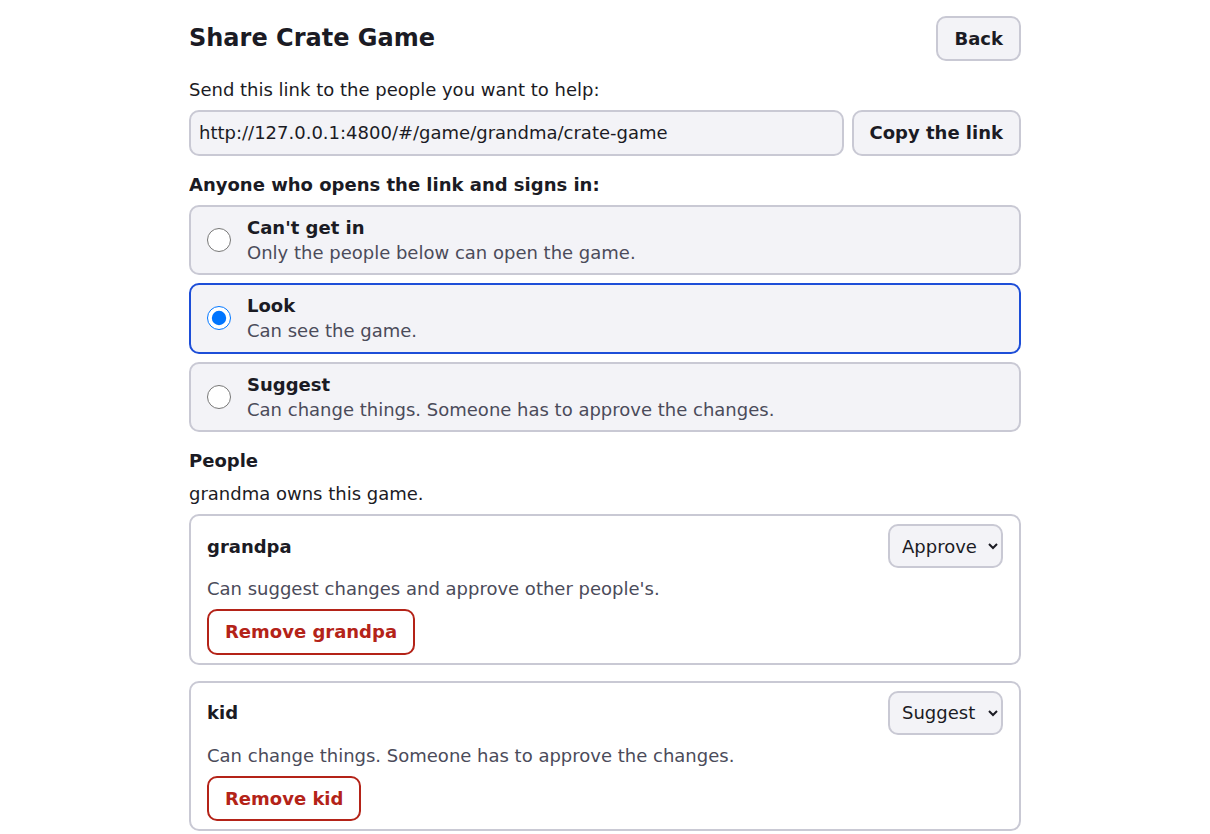 Share Crate Game
Back
Send this link to the people you want to help:
http://127.0.0.1:4800/#/game/grandma/crate-game
Copy the link
Anyone who opens the link and signs in:
Can't get in
Only the people below can open the game.
Look
Can see the game.
Suggest
Can change things. Someone has to approve the changes.
People
grandma owns this game.
grandpa
Approve
Can suggest changes and approve other people's.
Remove grandpa
kid
Suggest
Can change things. Someone has to approve the changes.
Remove kid